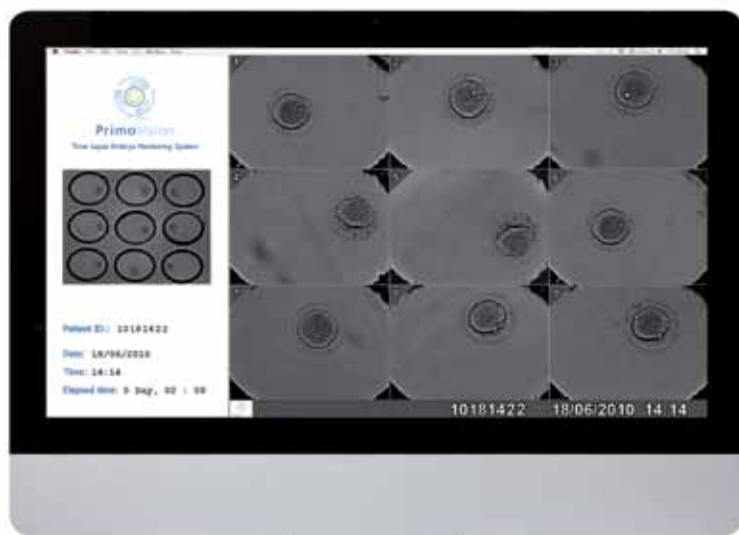 PrimoVision
Time Lapse Embryo Monitoring System
Patient ID.: 10181422
Date: 18/06/2010
Time: 14:14
Elapsed time: 0 Day, 02 : 00
10181422 18/06/2010 14 14